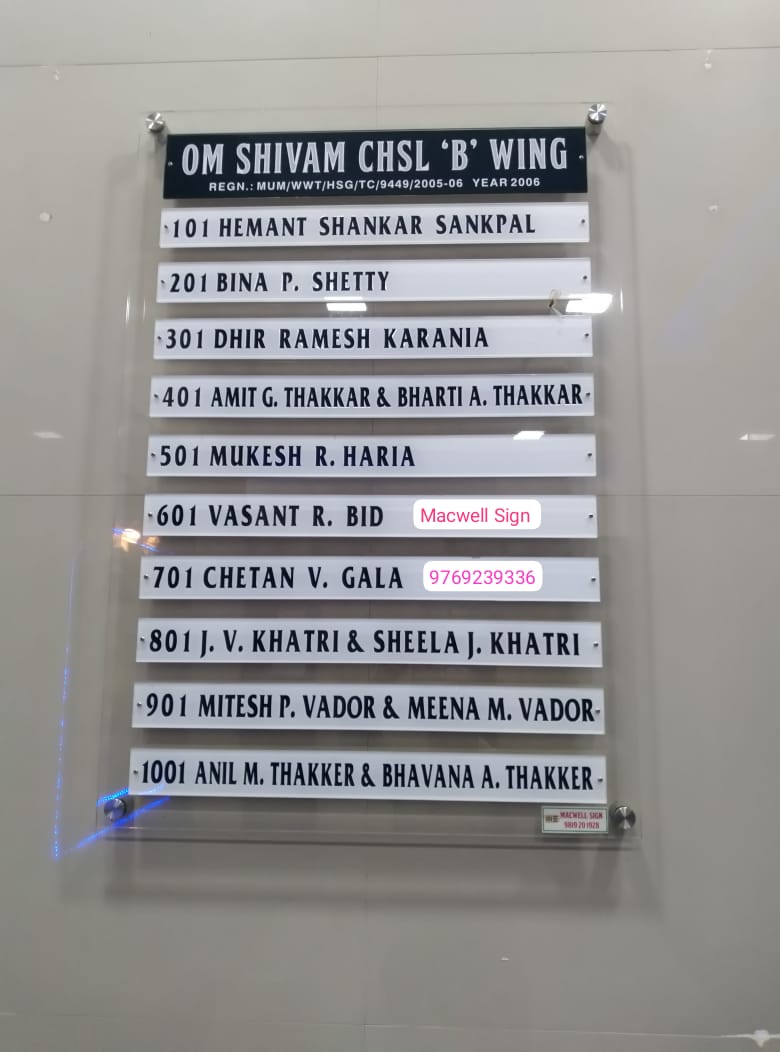 OM SHIVAM CHSL ‘B’ WING
REGN.: MUM/WWT/HSG/TC/9449/2005-06 YEAR 2006
101 HEMANT SHANKAR SANKPAL
201 BINA P. SHETTY
301 DHIR RAMESH KARANIA
401 AMIT G. THAKKAR & BHARTI A. THAKKAR
501 MUKESH R. HARIA
601 VASANT R. BID Macwell Sign
701 CHETAN V. GALA 9769239336
801 J. V. KHATRI & SHEELA J. KHATRI
901 MITESH P. VADOR & MEENA M. VADOR
1001 ANIL M. THAKKER & BHAVANA A. THAKKER
MACWELL SIGN
9819 20 1928